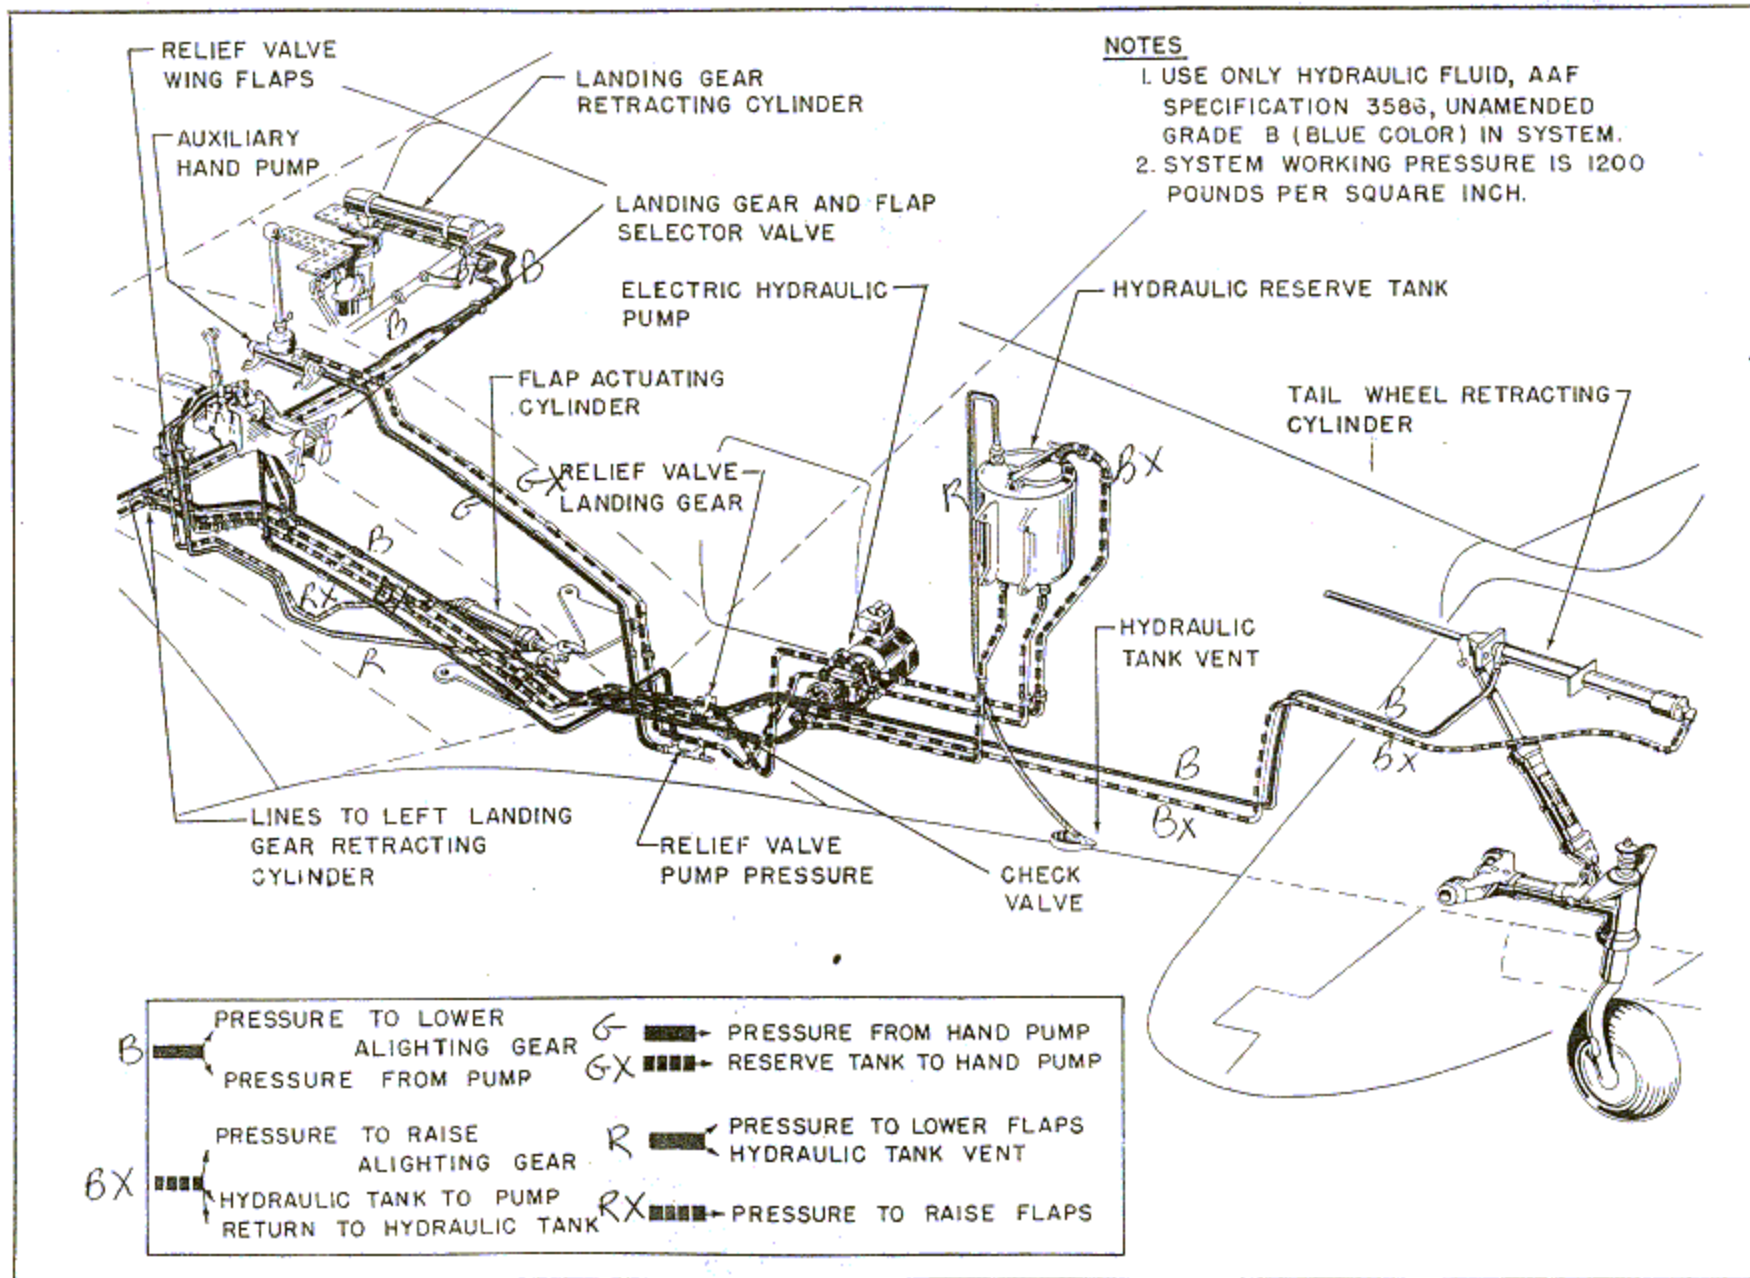 RELIEF VALVE
WING FLAPS
AUXILIARY
HAND PUMP
LANDING GEAR
RETRACTING CYLINDER
LANDING GEAR AND FLAP
SELECTOR VALVE
ELECTRIC HYDRAULIC
PUMP
NOTES
1. USE ONLY HYDRAULIC FLUID, AAF
SPECIFICATION 3586, UNAMENDED
GRADE B (BLUE COLOR) IN SYSTEM.
2. SYSTEM WORKING PRESSURE IS 1200
POUNDS PER SQUARE INCH.
HYDRAULIC RESERVE TANK
TAIL WHEEL RETRACTING
CYLINDER
FLAP ACTUATING
CYLINDER
RELIEF VALVE
LANDING GEAR
B
B
GX
G
B
RX
R
R
BX
HYDRAULIC
TANK VENT
B
BX
B
BX
LINES TO LEFT LANDING
GEAR RETRACTING
CYLINDER
RELIEF VALVE
PUMP PRESSURE
CHECK
VALVE
B
PRESSURE TO LOWER
ALIGHTING GEAR
PRESSURE FROM PUMP
BX
PRESSURE TO RAISE
ALIGHTING GEAR
HYDRAULIC TANK TO PUMP
RETURN TO HYDRAULIC TANK
G PRESSURE FROM HAND PUMP
GX RESERVE TANK TO HAND PUMP
R
PRESSURE TO LOWER FLAPS
HYDRAULIC TANK VENT
RX PRESSURE TO RAISE FLAPS